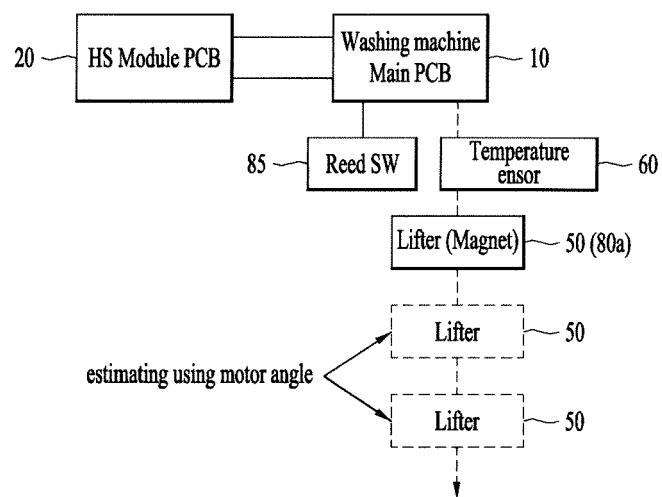 20
HS Module PCB
Washing machine
Main PCB
10
85
Reed SW
Temperature
ensor
60
Lifter (Magnet)
50 (80a)
Lifter
50
estimating using motor angle
Lifter
50